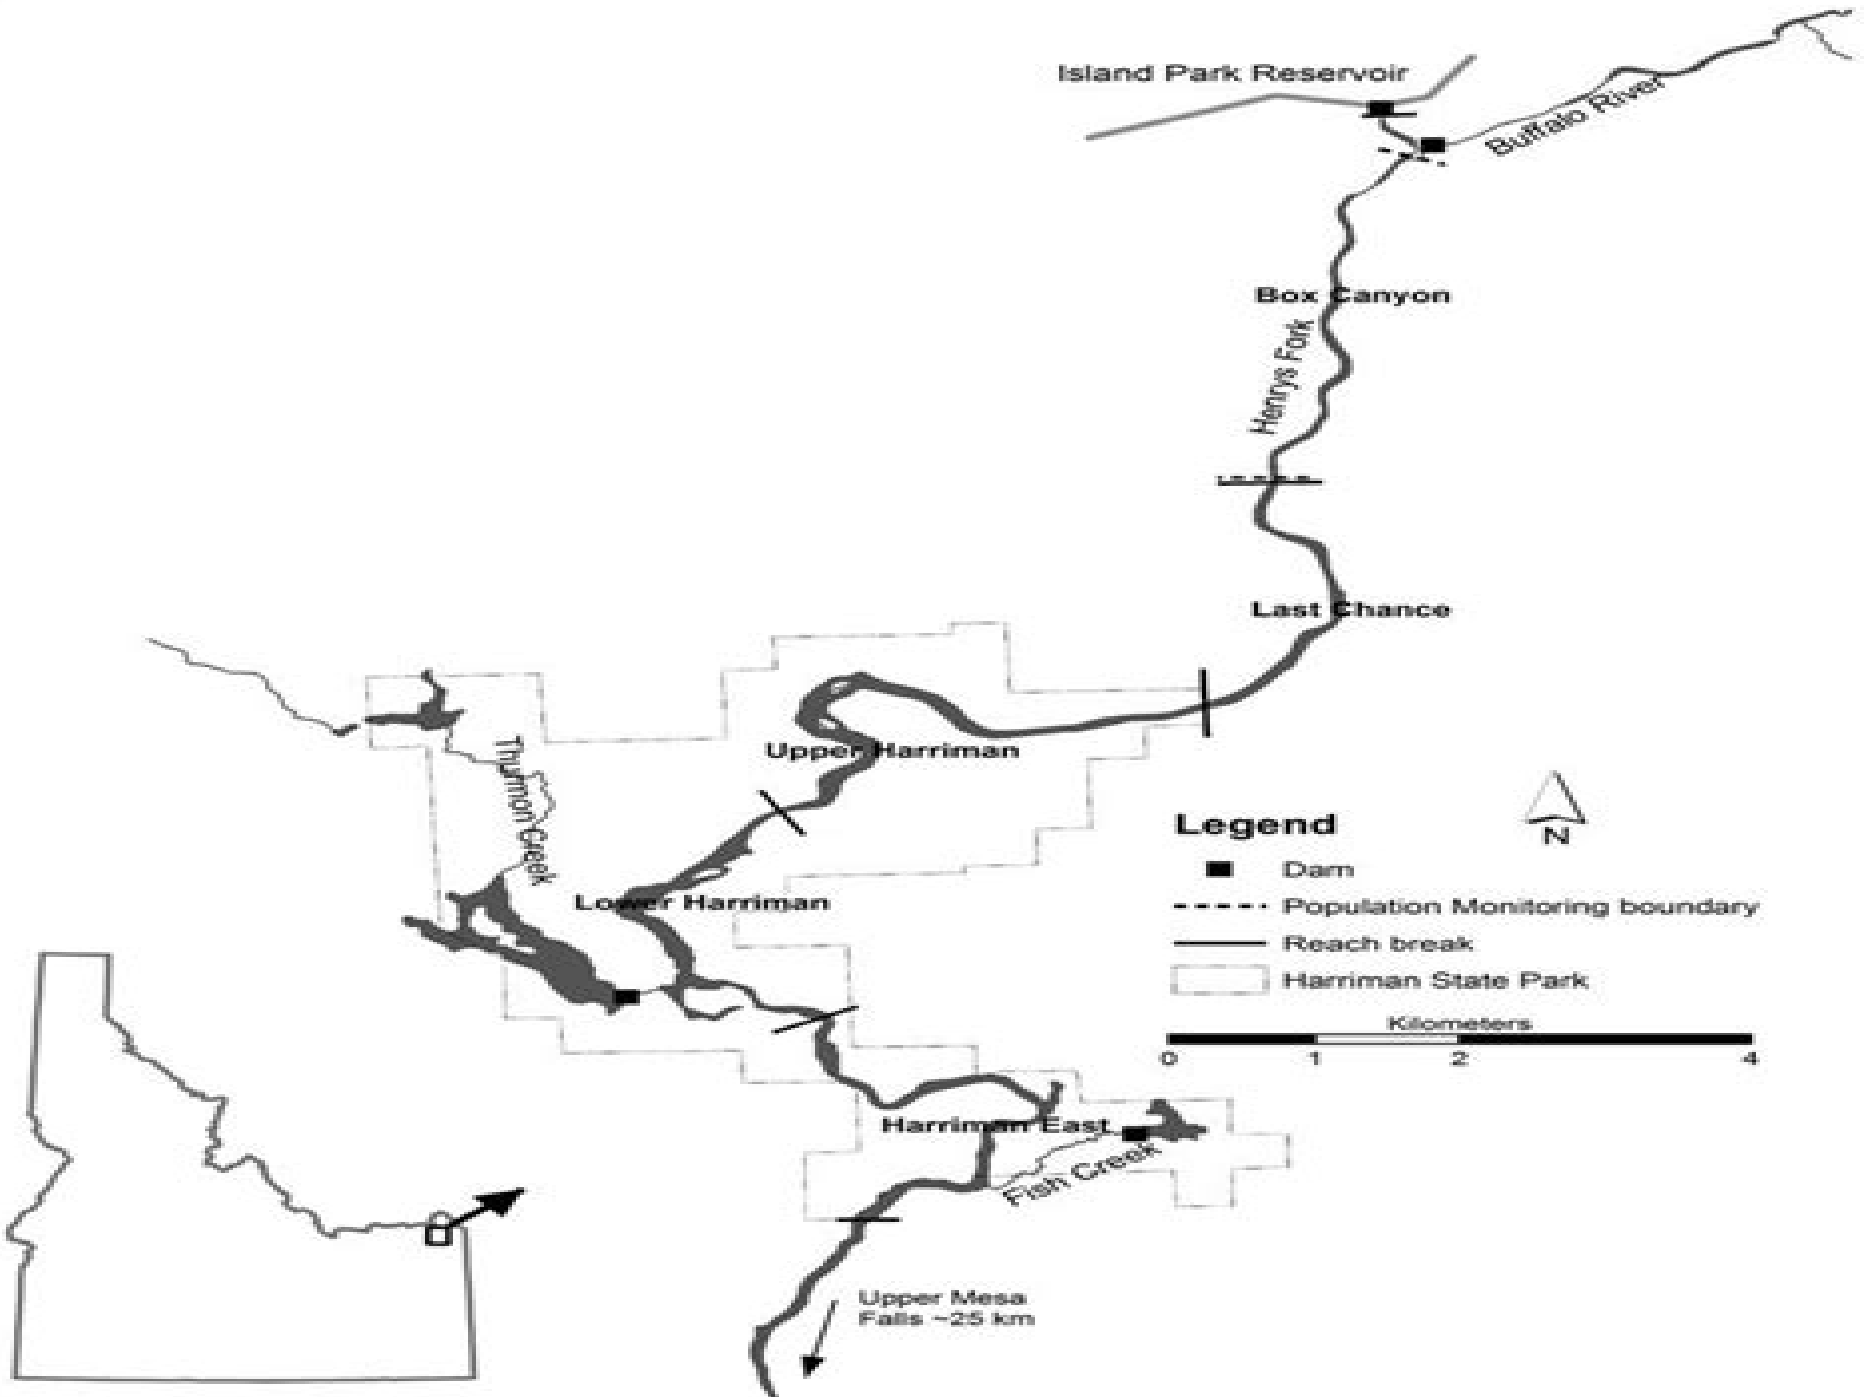 Island Park Reservoir
Buffalo River
Box Canyon
Henrys Fork
Last Chance
Upper Harriman
Thurmon Creek
Lower Harriman
Legend
N
Dam
Population Monitoring boundary
Reach break
Harriman State Park
Kilometers
0 1 2 4
Harriman East
Fish Creek
Upper Mesa
Falls ~25 km